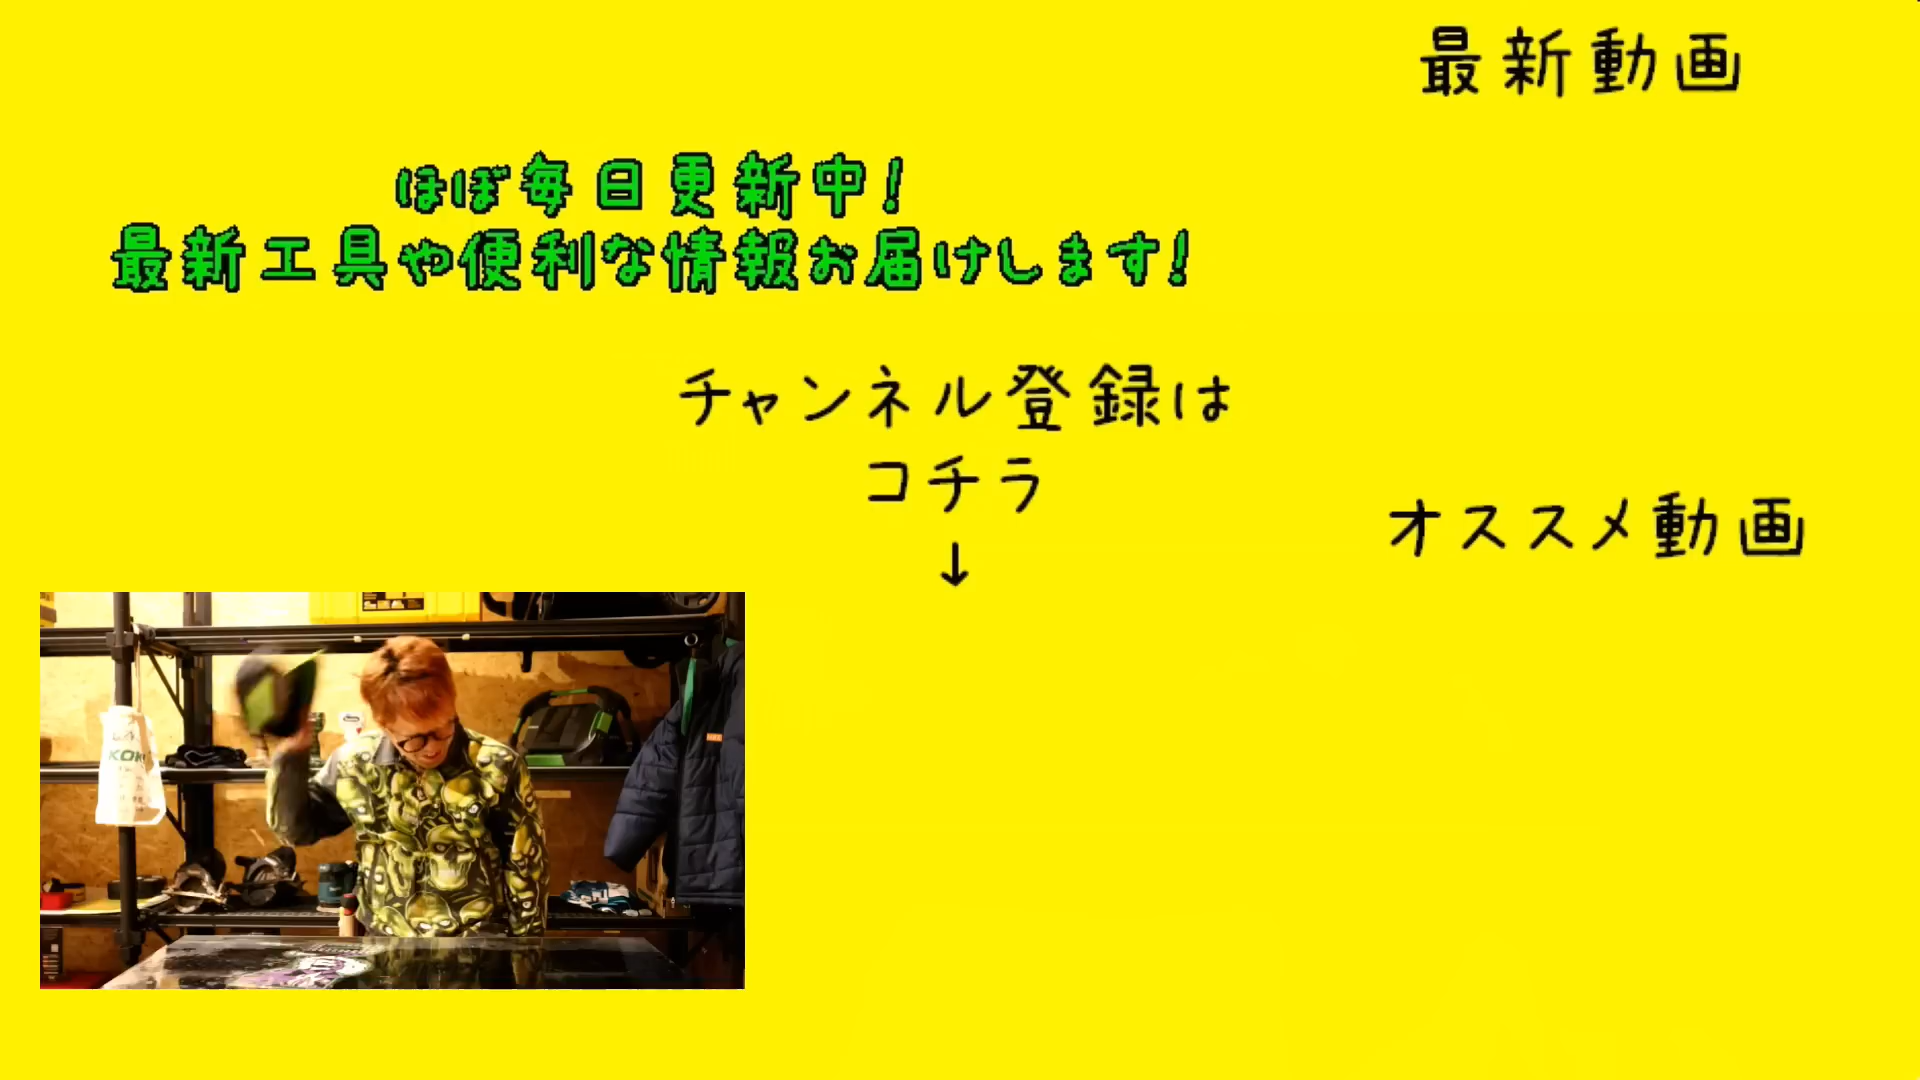 最新動画
ほぼ毎日更新中!
最新工具や便利な情報お届けします!
チャンネル登録は
コチラ
↓
オススメ動画